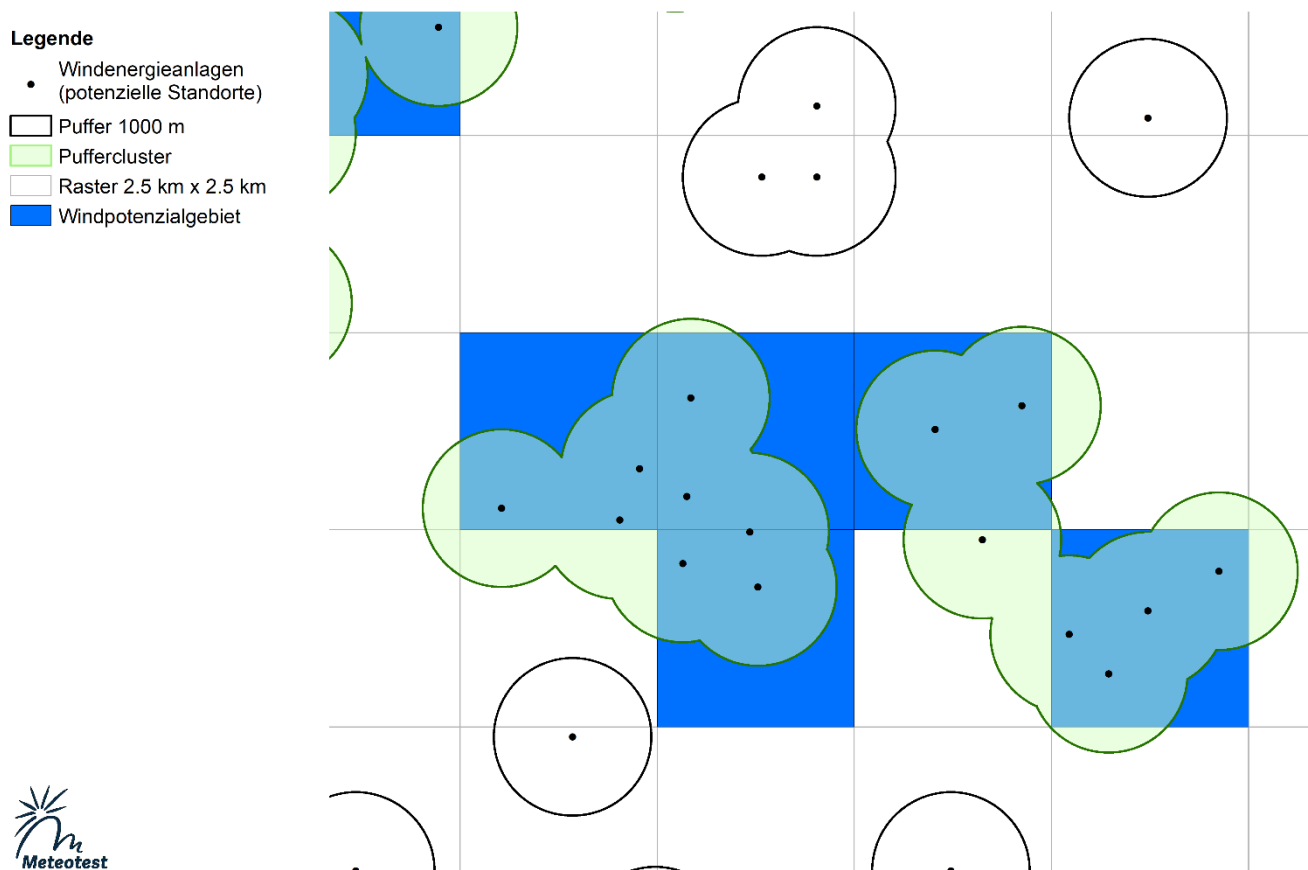 Legende
Windenergieanlagen
(potenzielle Standorte)
Puffer 1000 m
Puffercluster
Raster 2.5 km x 2.5 km
Windpotenzialgebiet
Meteotest